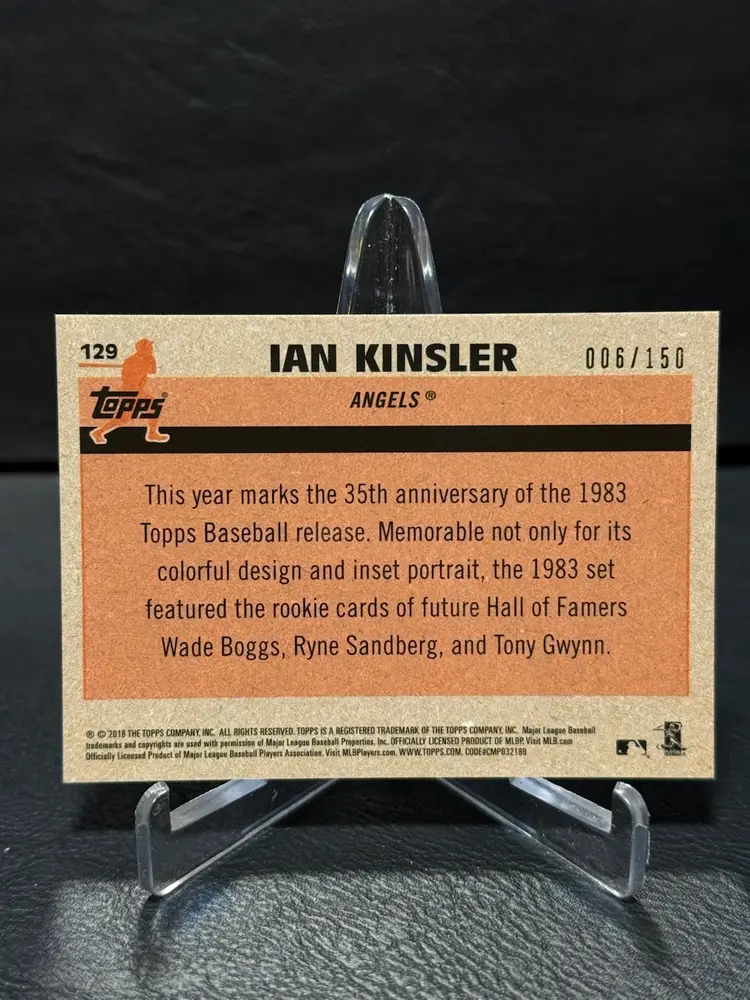 129
IAN KINSLER
006/150
Topps®
ANGELS ®
This year marks the 35th anniversary of the 1983
Topps Baseball release. Memorable not only for its
colorful design and inset portrait, the 1983 set
featured the rookie cards of future Hall of Famers
Wade Boggs, Ryne Sandberg, and Tony Gwynn.
® © 2018 THE TOPPS COMPANY, INC. ALL RIGHTS RESERVED. TOPPS IS A REGISTERED TRADEMARK OF THE TOPPS COMPANY, INC. Major League Baseball
trademarks and copyrights are used with permission of Major League Baseball Properties, Inc. OFFICIALLY LICENSED PRODUCT OF MLBP. Visit MLB.com
Officially Licensed Product of Major League Baseball Players Association. Visit MLBPlayers.com. WWW.TOPPS.COM. CODE#CMP032189